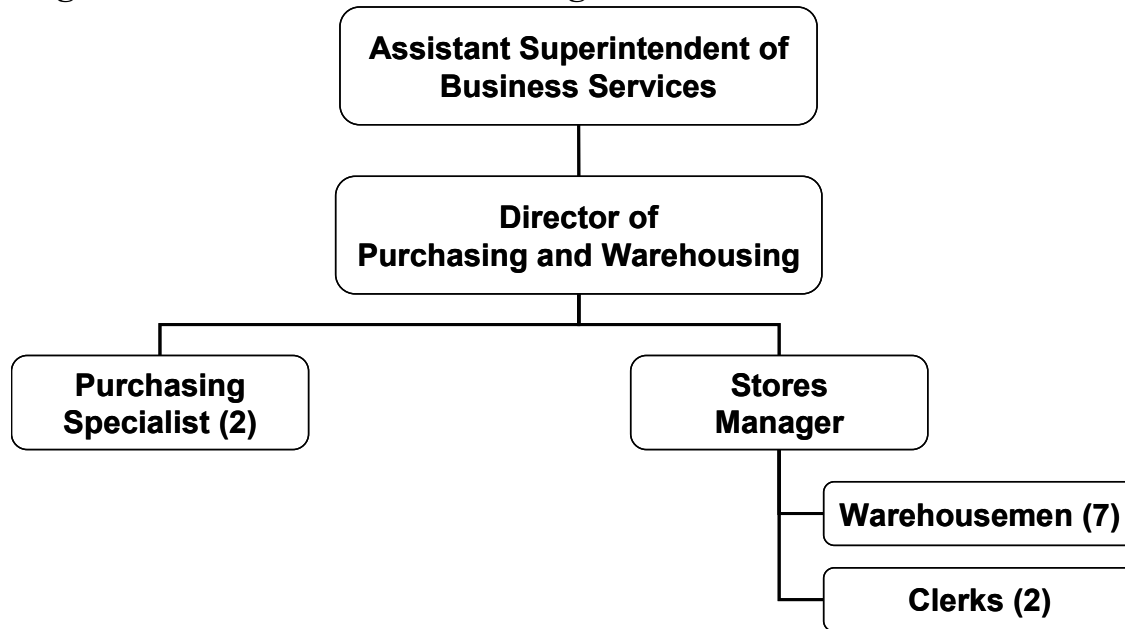 Assistant Superintendent of
Business Services
Director of
Purchasing and Warehousing
Purchasing
Specialist (2)
Stores
Manager
Warehousemen (7)
Clerks (2)